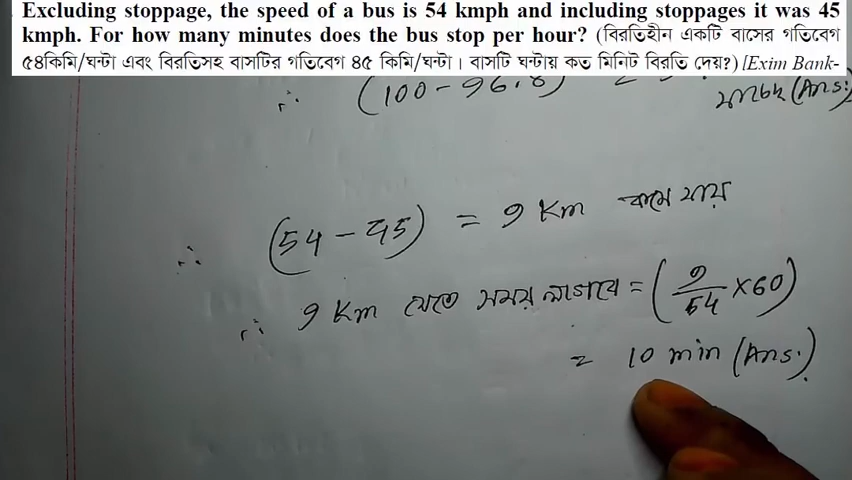 Excluding stoppage, the speed of a bus is 54 kmph and including stoppages it was 45
kmph. For how many minutes does the bus stop per hour? (বিরতিহীন একটি বাসের গতিবেগ
৫৪কিমি/ঘন্টা এবং বিরতিসহ বাসটির গতিবেগ ৪৫ কিমি/ঘন্টা। বাসটি ঘন্টায় কত মিনিট বিরতি দেয়?) [Exim Bank-
∴ (100 - 96.8)
(Ans:)
∴ (54 - 45) = 9 Km কমে যায়
∴ 9 Km যেতে সময় লাগবে = (9/54 × 60)
= 10 min (Ans:)